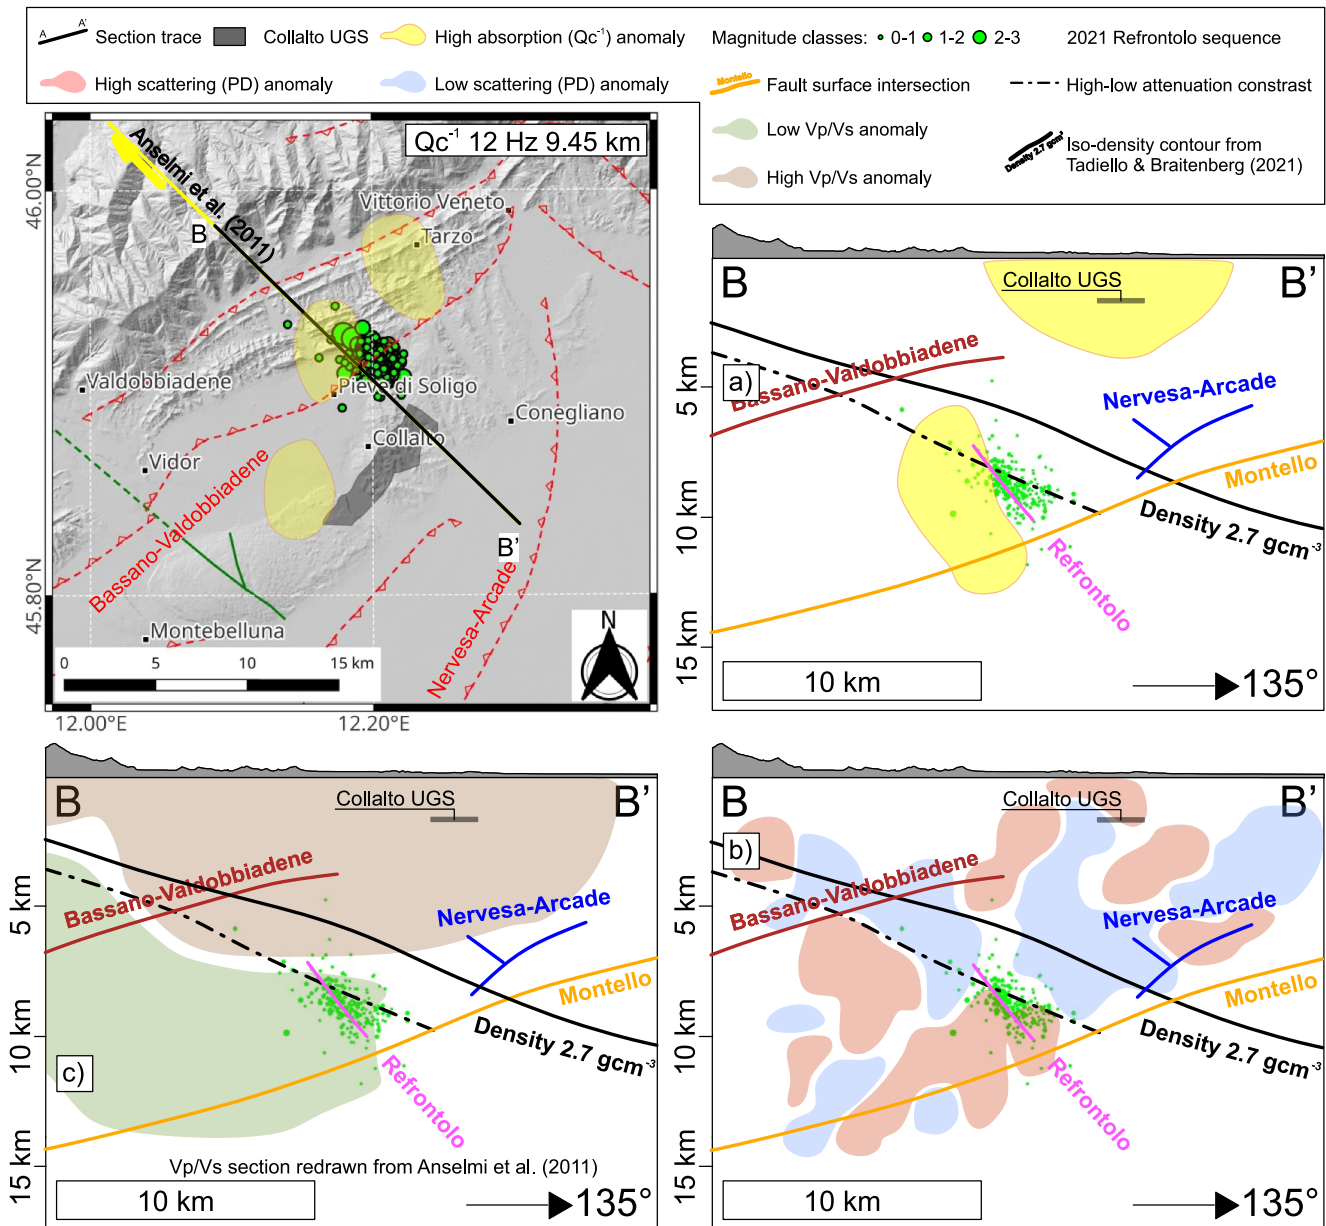 A A' Section trace Collalto UGS High absorption (Qc⁻¹) anomaly Magnitude classes: 0-1 1-2 2-3 2021 Refrontolo sequence
High scattering (PD) anomaly Low scattering (PD) anomaly Montello Fault surface intersection High-low attenuation constrast
Low Vp/Vs anomaly
Density 2.7 gcm⁻³ Iso-density contour from
Tadiello & Braitenberg (2021)
High Vp/Vs anomaly
Qc⁻¹ 12 Hz 9.45 km
Anselmi et al. (2011)
46.00°N
Vittorio Veneto
Tarzo
B
Valdobbiadene
Pieve di Soligo
Conegliano
Collalto
Vidor
Bassano-Valdobbiadene
B'
45.80°N
Montebelluna
Nervesa-Arcade
N
0 5 10 15 km
12.00°E 12.20°E
B B'
Collalto UGS
a)
Bassano-Valdobbiadene
Nervesa-Arcade
Montello
Density 2.7 gcm⁻³
Refrontolo
5 km
10 km
15 km
10 km
135°
B B'
Collalto UGS
Bassano-Valdobbiadene
Nervesa-Arcade
Montello
Density 2.7 gcm⁻³
Refrontolo
c)
5 km
10 km
15 km
Vp/Vs section redrawn from Anselmi et al. (2011)
10 km
135°
B B'
Collalto UGS
b)
Bassano-Valdobbiadene
Nervesa-Arcade
Montello
Density 2.7 gcm⁻³
Refrontolo
5 km
10 km
15 km
10 km
135°